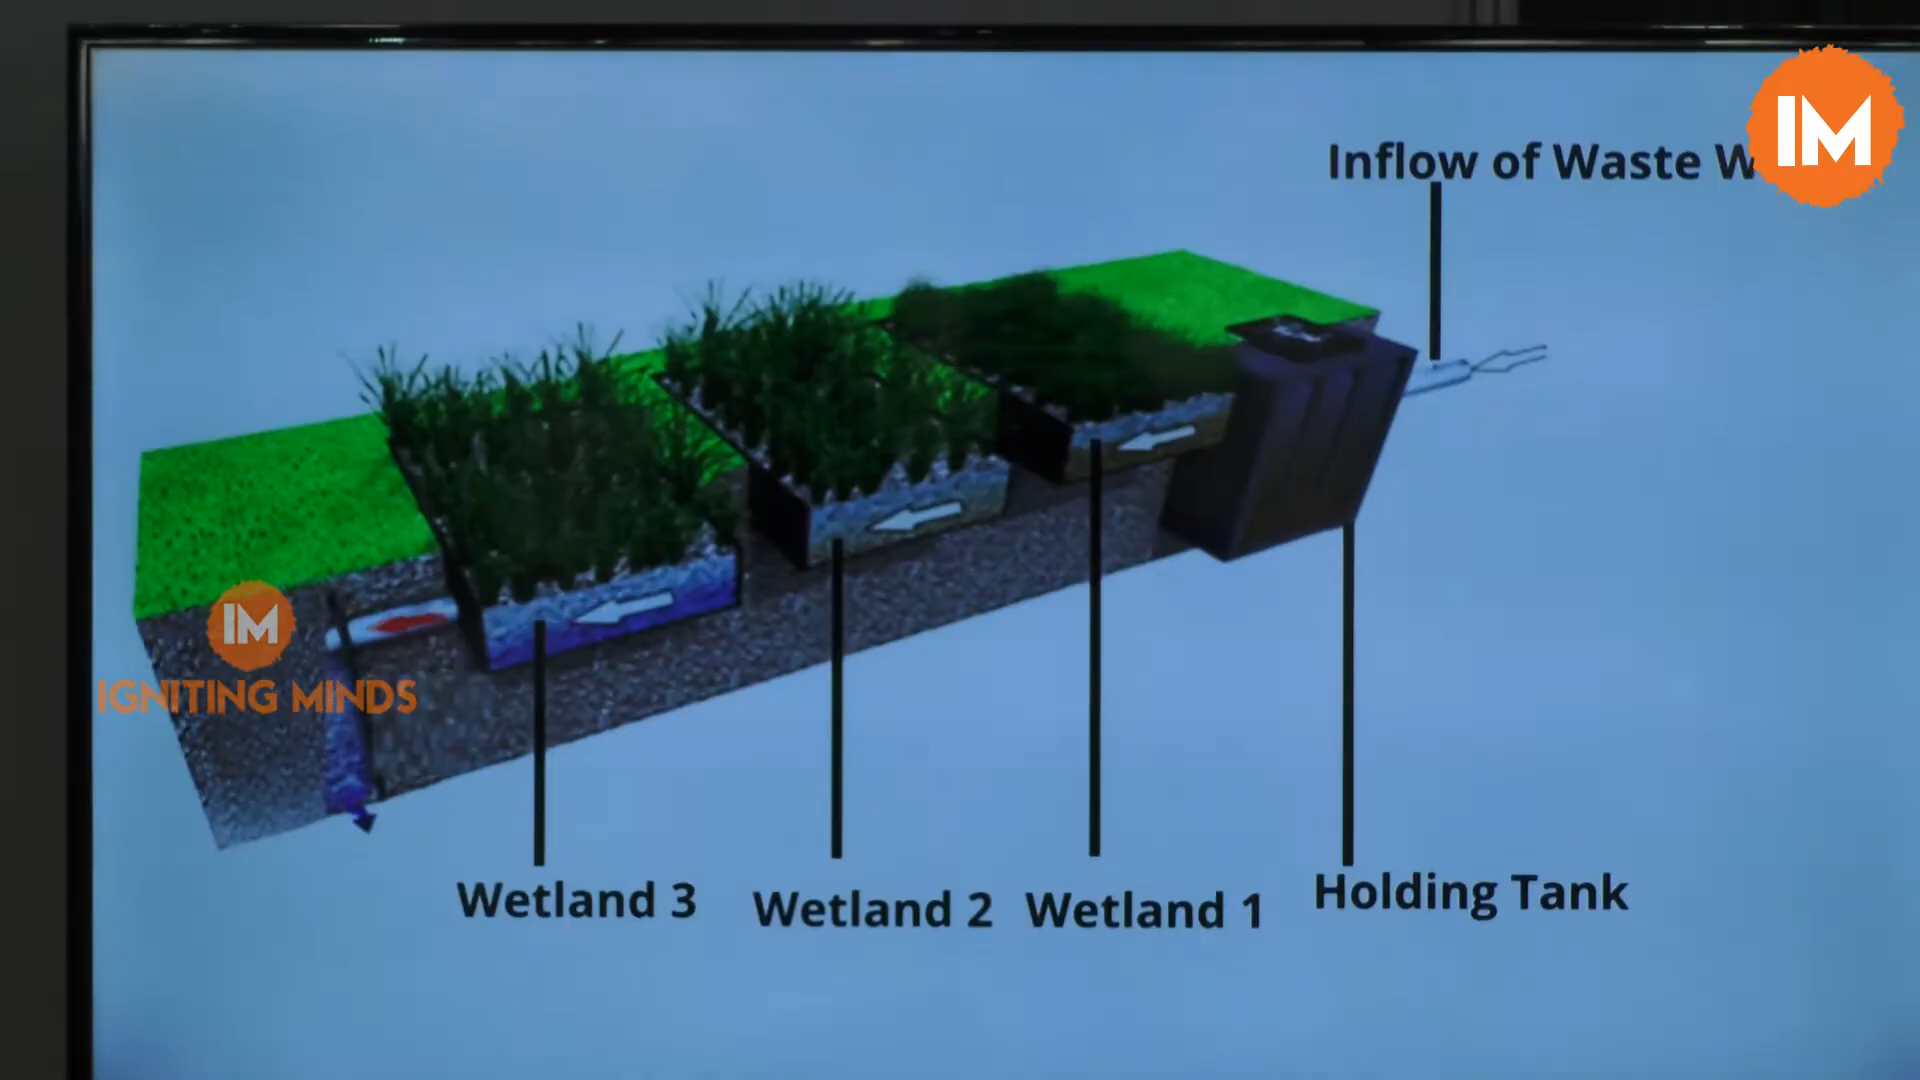 IM
Inflow of Waste
IM
IGNITING MINDS
Wetland 3
Wetland 2
Wetland 1
Holding Tank